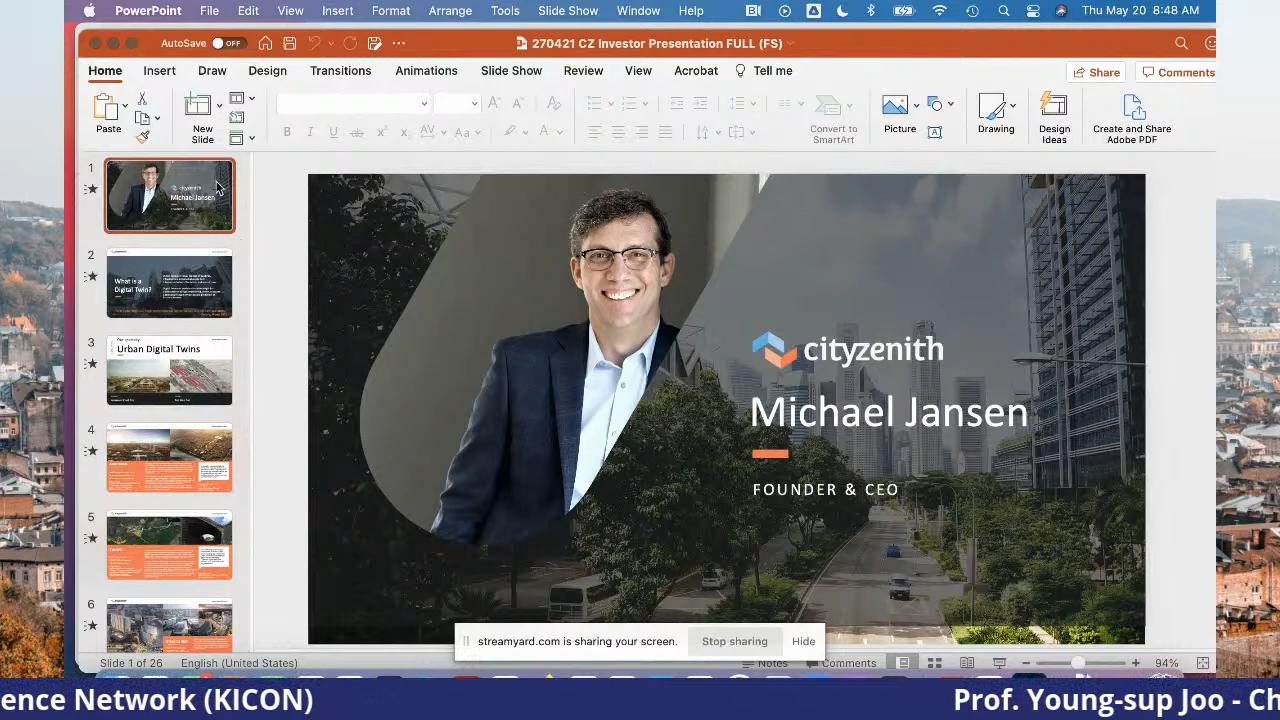 PowerPoint File Edit View Insert Format Arrange Tools Slide Show Window Help Thu May 20 8:48 AM
AutoSave OFF 270421 CZ Investor Presentation FULL (FS)
Home Insert Draw Design Transitions Animations Slide Show Review View Acrobat Tell me Share Comments
Paste New Slide Convert to SmartArt Picture Drawing Design Ideas Create and Share Adobe PDF
1
cityzenith
Michael Jansen
2
What is a
Digital Twin?
3
Urban Digital Twins
4
5
6
cityzenith
Michael Jansen
FOUNDER & CEO
streamyard.com is sharing your screen. Stop sharing Hide
Slide 1 of 26 English (United States) Notes Comments 94%
ence Network (KICON) Prof. Young-sup Joo - Ch